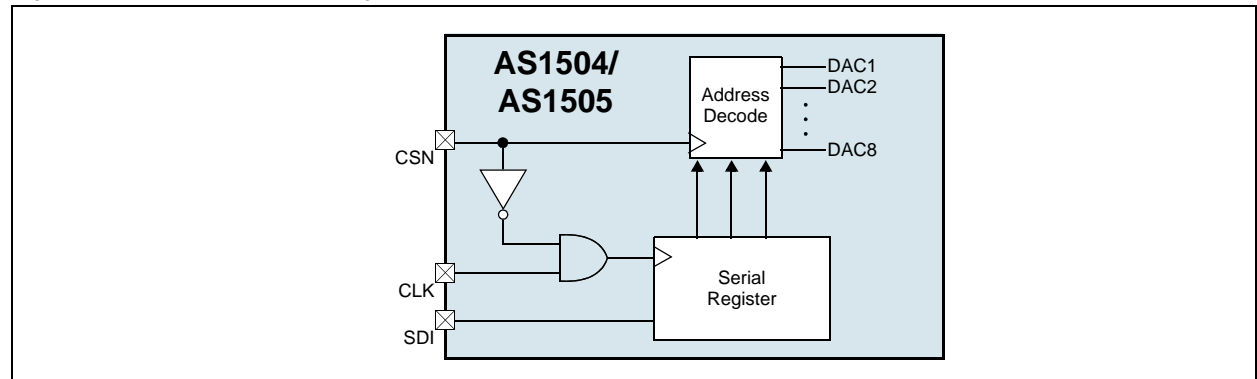 AS1504/
AS1505
Address
Decode
DAC1
DAC2
DAC8
CSN
CLK
SDI
Serial
Register